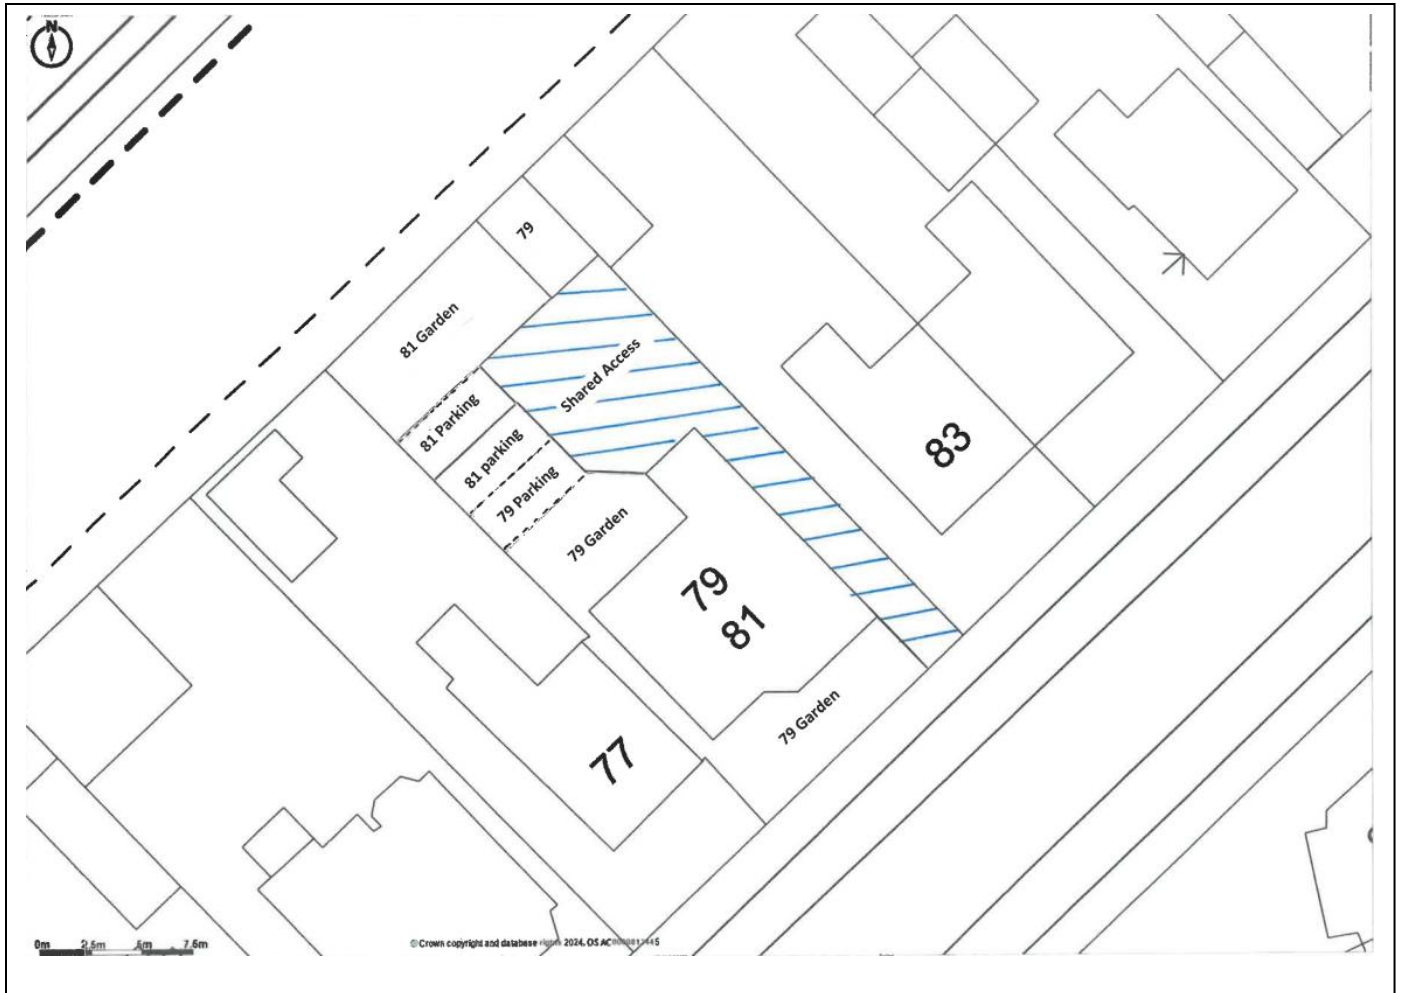 N
79
81 Garden
Shared Access
81 Parking
81 parking
79 Parking
79 Garden
83
79
81
79 Garden
77
0m 2.5m 5m 7.5m
© Crown copyright and database rights 2024. OS